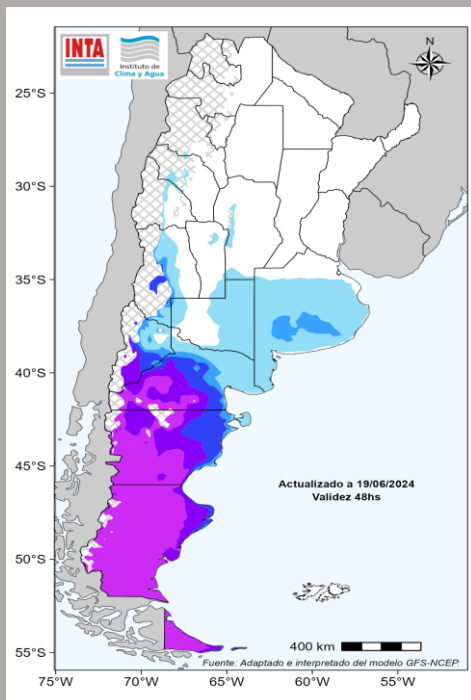 INTA
Instituto de
Clima y Agua
N
25°S
30°S
35°S
40°S
45°S
50°S
55°S
Actualizado a 19/06/2024
Validez 48hs
400 km
Fuente: Adaptado e interpretado del modelo GFS-NCEP.
75°W
70°W
65°W
60°W
55°W